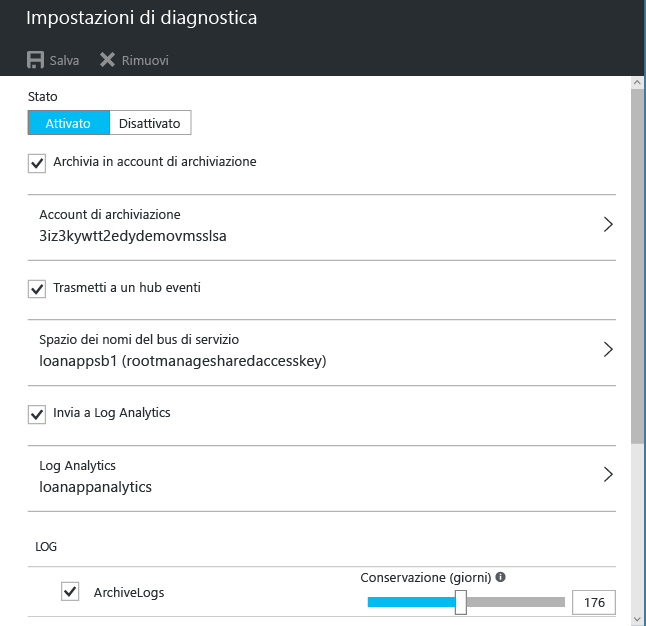 Impostazioni di diagnostica
Salva Rimuovi
Stato
Attivato Disattivato
Archivia in account di archiviazione
Account di archiviazione
3iz3kywtt2edydemovmsslsa
Trasmetti a un hub eventi
Spazio dei nomi del bus di servizio
loanappsb1 (rootmanagesharedaccesskey)
Invia a Log Analytics
Log Analytics
loanappanalytics
LOG
Conservazione (giorni)
ArchiveLogs
176